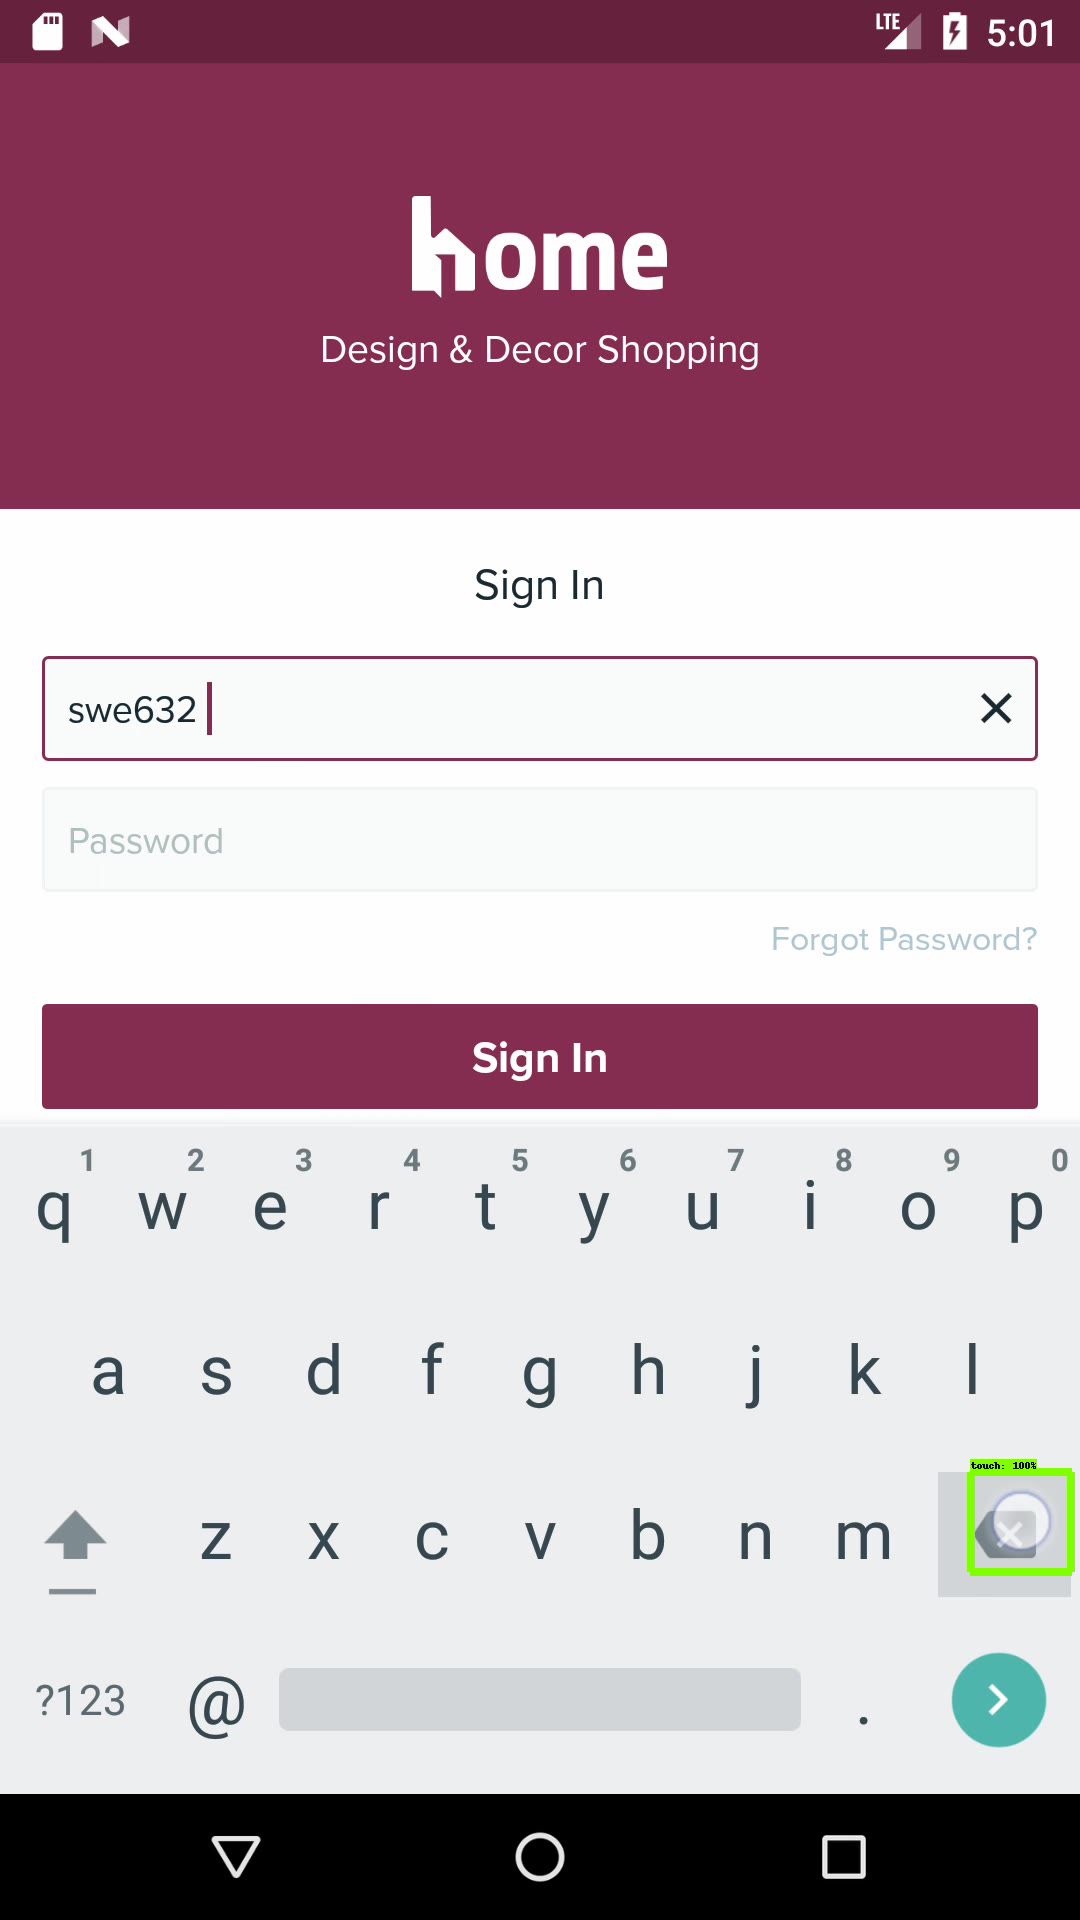 LTE 5:01
home
Design & Decor Shopping
Sign In
swe632
Password
Forgot Password?
Sign In
1 2 3 4 5 6 7 8 9 0
q w e r t y u i o p
a s d f g h j k l
touch: 100%
z x c v b n m
?123 @ .